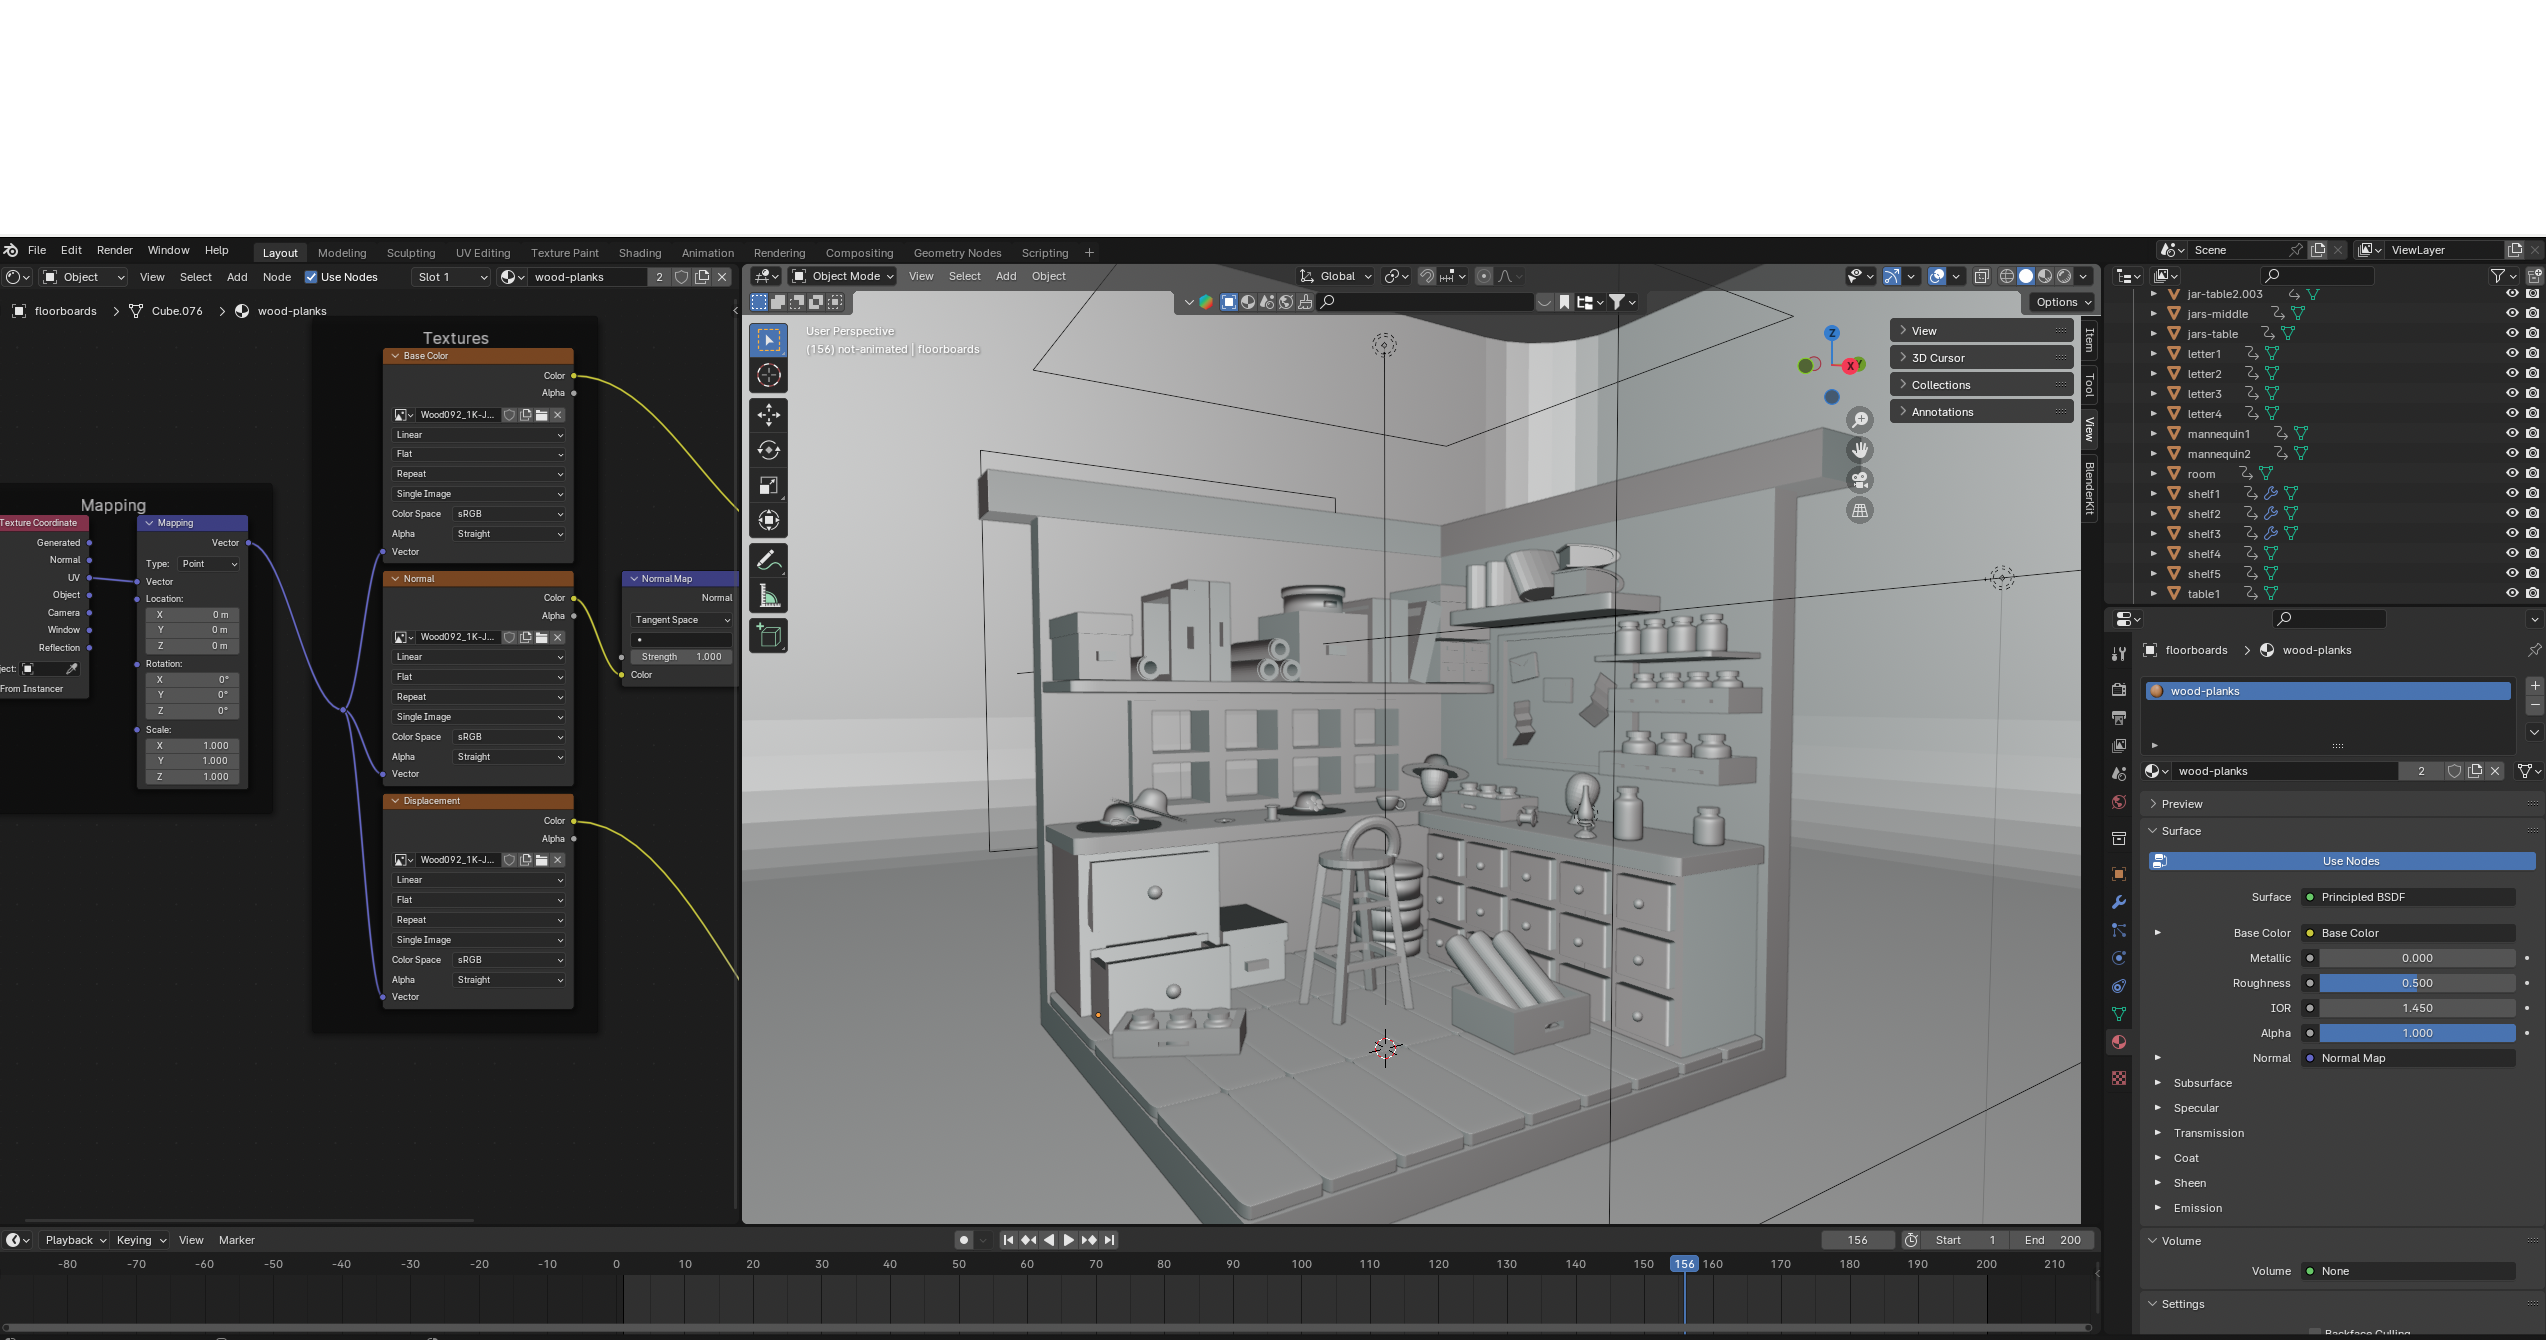 File Edit Render Window Help Layout Modeling Sculpting UV Editing Texture Paint Shading Animation Rendering Compositing Geometry Nodes Scripting + Scene ViewLayer
Object View Select Add Node Use Nodes Slot 1 wood-planks 2
floorboards > Cube.076 > wood-planks
Textures
Base Color
Color
Alpha
Wood092_1K-J...
Linear
Flat
Repeat
Single Image
Color Space sRGB
Alpha Straight
Vector
Mapping
Texture Coordinate
Generated
Normal
UV
Object
Camera
Window
Reflection
ject:
From Instancer
Mapping
Vector
Type: Point
Vector
Location:
X 0 m
Y 0 m
Z 0 m
Rotation:
X 0°
Y 0°
Z 0°
Scale:
X 1.000
Y 1.000
Z 1.000
Normal
Color
Alpha
Wood092_1K-J...
Linear
Flat
Repeat
Single Image
Color Space sRGB
Alpha Straight
Vector
Normal Map
Normal
Tangent Space
Strength 1.000
Color
Displacement
Color
Alpha
Wood092_1K-J...
Linear
Flat
Repeat
Single Image
Color Space sRGB
Alpha Straight
Vector
Object Mode View Select Add Object Global
Options
User Perspective
(156) not-animated | floorboards
Z
X
Y
View
3D Cursor
Collections
Annotations
Item
Tool
View
BlenderKit
jar-table2.003
jars-middle
jars-table
letter1
letter2
letter3
letter4
mannequin1
mannequin2
room
shelf1
shelf2
shelf3
shelf4
shelf5
table1
floorboards > wood-planks
wood-planks
wood-planks 2
Preview
Surface
Use Nodes
Surface Principled BSDF
Base Color Base Color
Metallic 0.000
Roughness 0.500
IOR 1.450
Alpha 1.000
Normal Normal Map
Subsurface
Specular
Transmission
Coat
Sheen
Emission
Volume
Volume None
Settings
Backface Culling
Playback Keying View Marker 156 Start 1 End 200
-80 -70 -60 -50 -40 -30 -20 -10 0 10 20 30 40 50 60 70 80 90 100 110 120 130 140 150 156 160 170 180 190 200 210